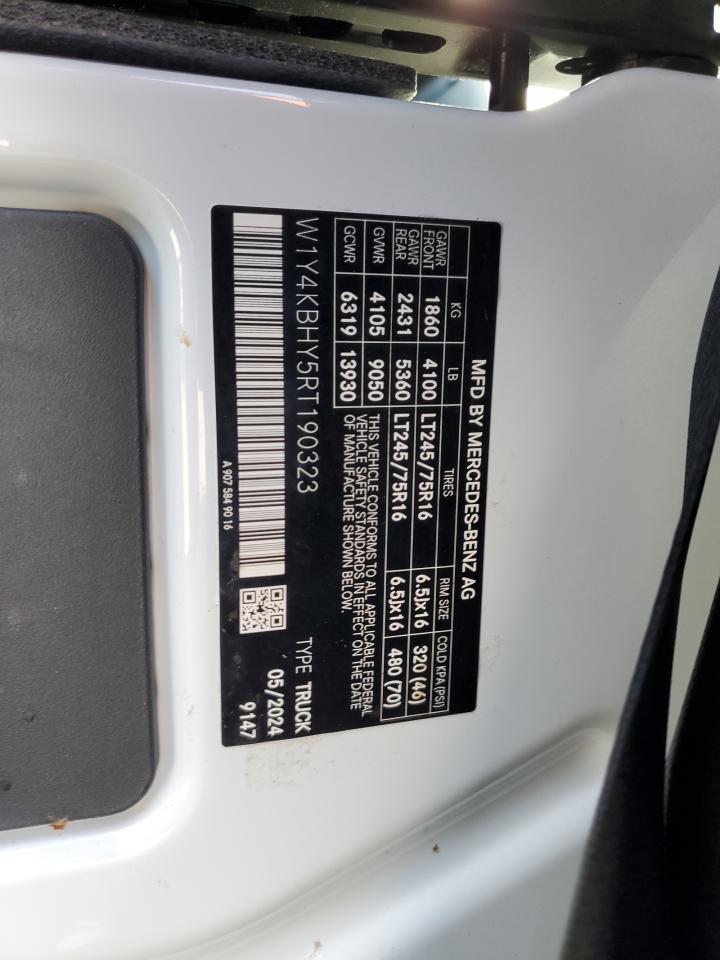 MFD BY MERCEDES-BENZ AG
KG LB TIRES RIM SIZE COLD KPA (PSI)
GAWR FRONT 1860 4100 LT245/75R16 6.5Jx16 320 (46)
GAWR REAR 2431 5360 LT245/75R16 6.5Jx16 480 (70)
GVWR 4105 9050
GCWR 6319 13930
THIS VEHICLE CONFORMS TO ALL APPLICABLE FEDERAL
VEHICLE SAFETY STANDARDS IN EFFECT ON THE DATE
OF MANUFACTURE SHOWN BELOW.
W1Y4KBHY5RT190323
TYPE TRUCK
05/2024
9147
A 907 584 90 16